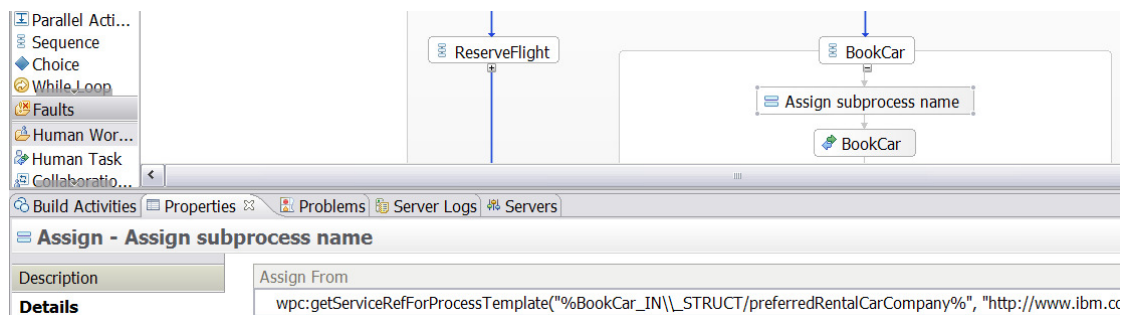 Parallel Acti...
Sequence
Choice
While Loop
Faults
Human Wor...
Human Task
Collaboratio...
ReserveFlight
BookCar
Assign subprocess name
BookCar
Build Activities Properties Problems Server Logs Servers
Assign - Assign subprocess name
Description
Details
Assign From
wpc:getServiceRefForProcessTemplate("%BookCar_IN\\_STRUCT/preferredRentalCarCompany%", "http://www.ibm.co